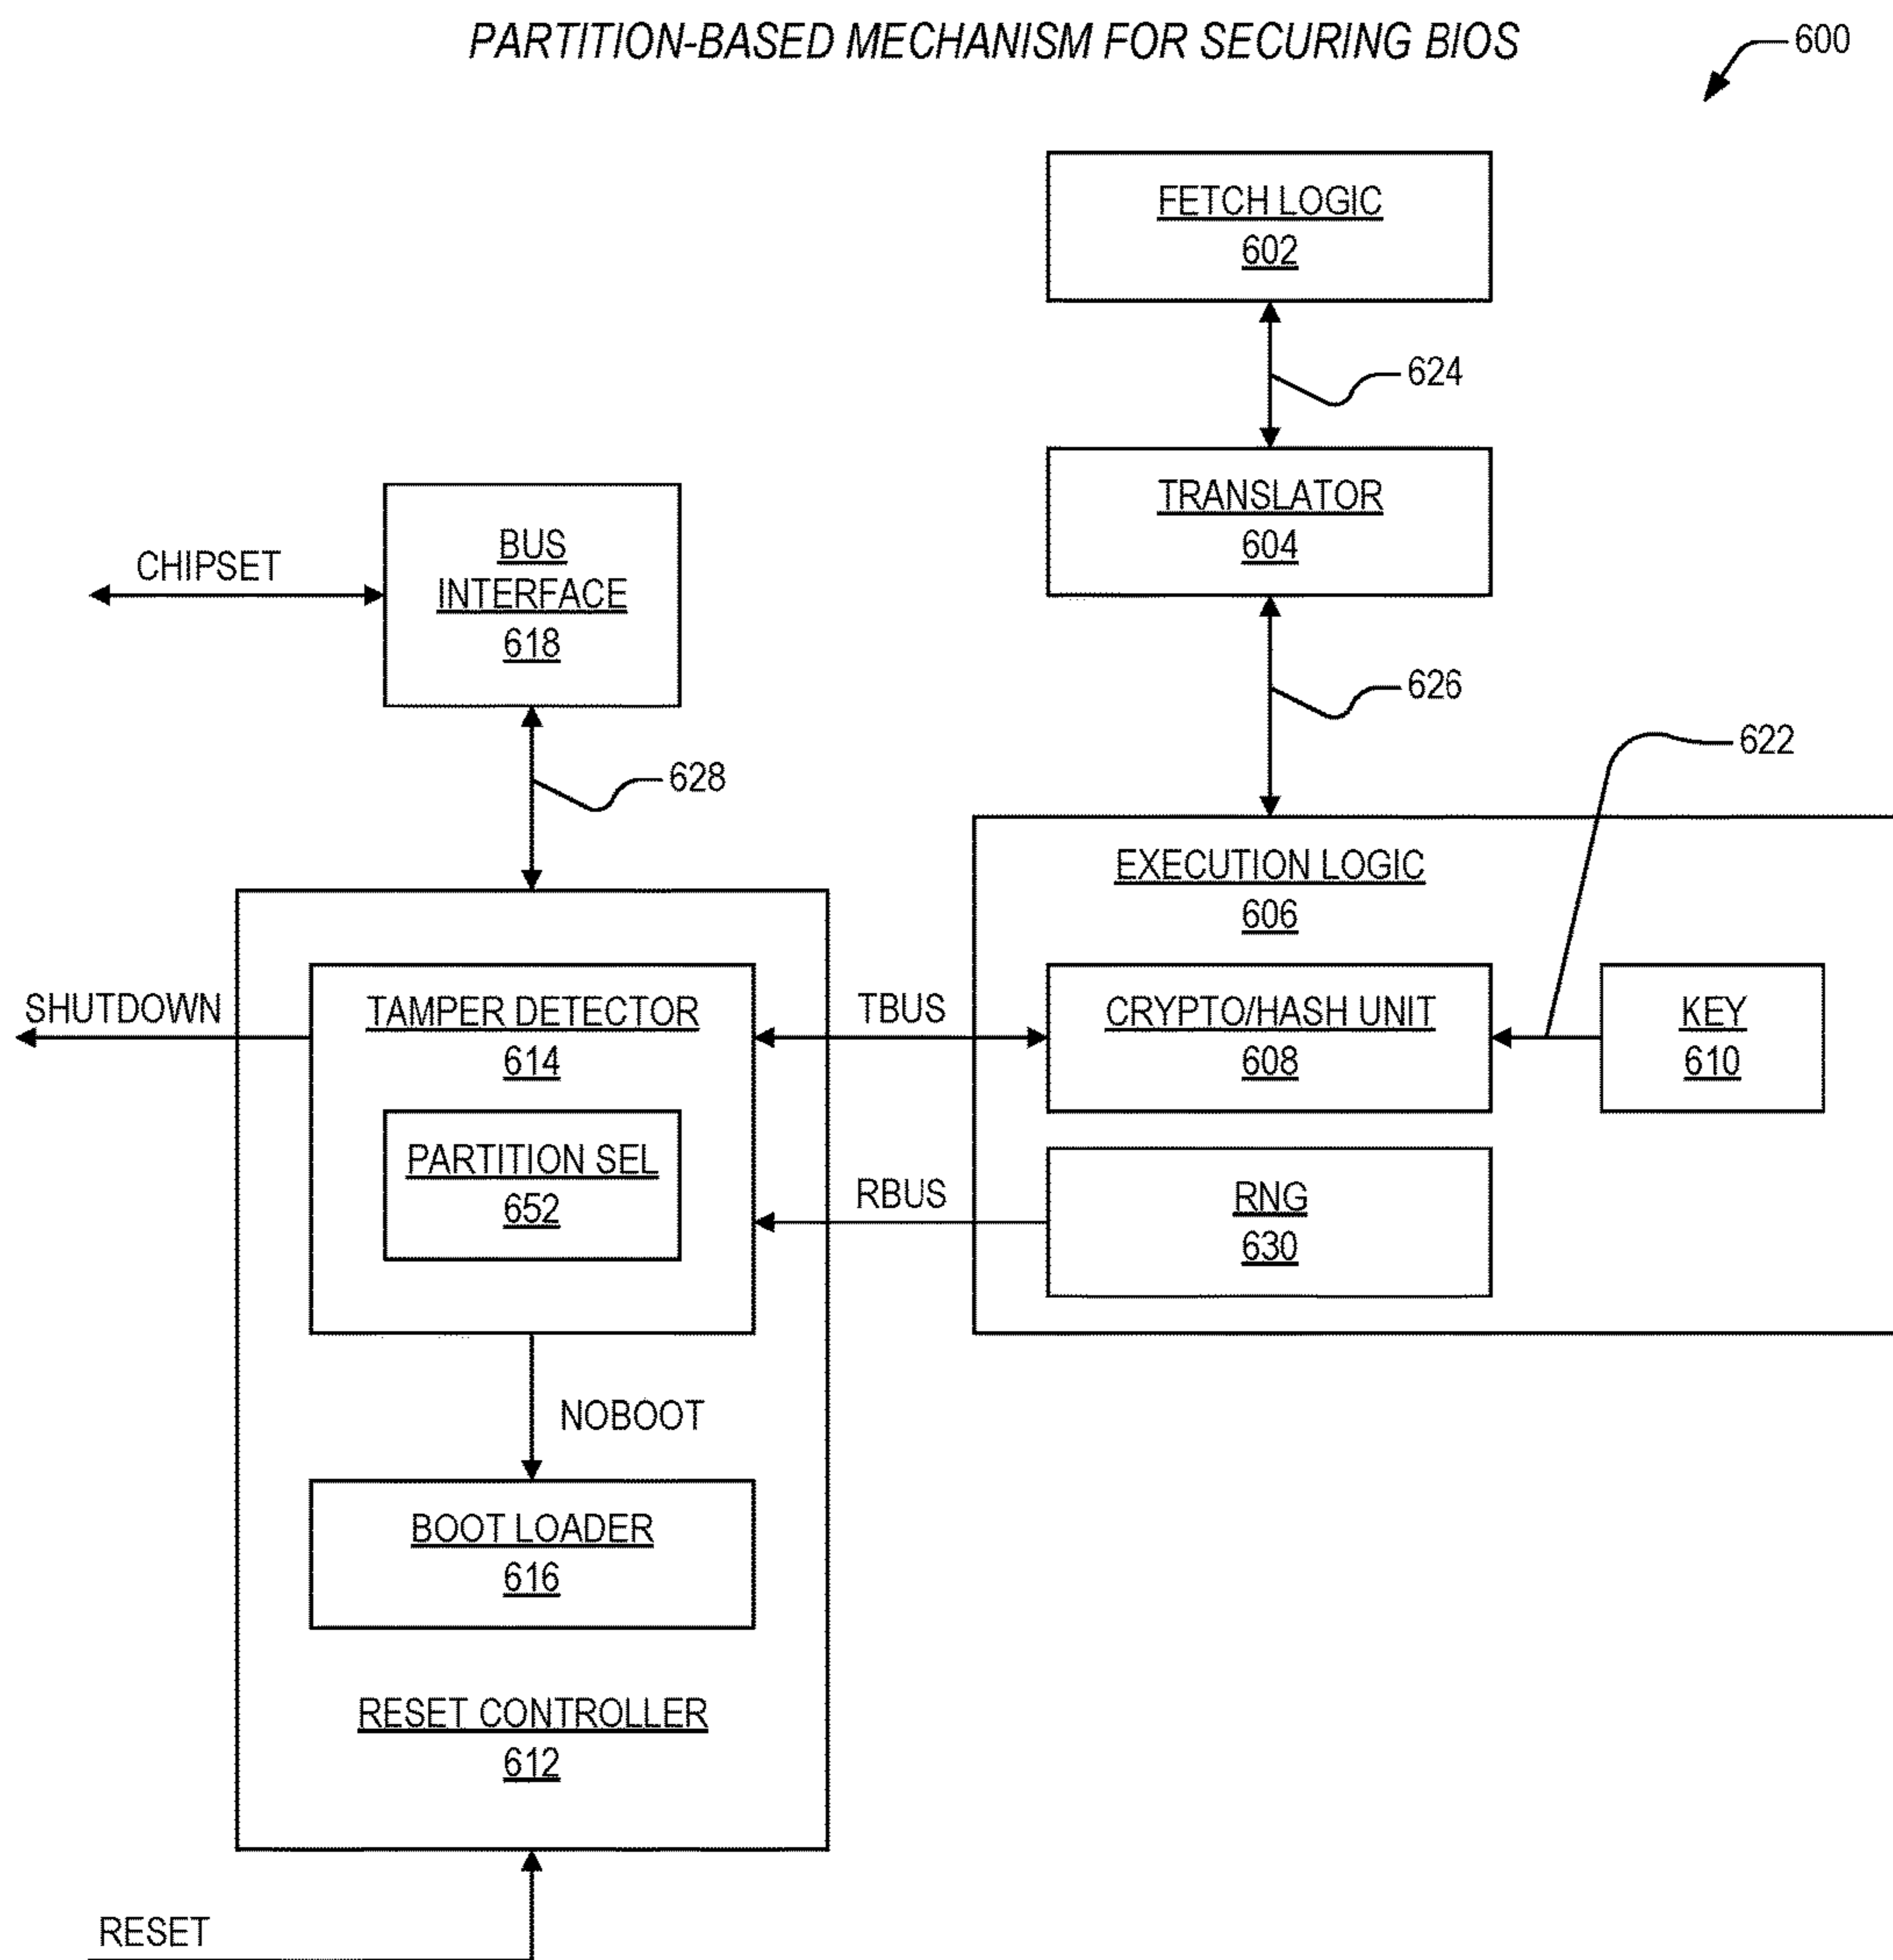 PARTITION-BASED MECHANISM FOR SECURING BIOS
600
FETCH LOGIC
602
624
TRANSLATOR
604
BUS
INTERFACE
618
CHIPSET
626
622
628
EXECUTION LOGIC
606
SHUTDOWN
TAMPER DETECTOR
614
TBUS
CRYPTO/HASH UNIT
608
KEY
610
PARTITION SEL
652
RBUS
RNG
630
NOBOOT
BOOT LOADER
616
RESET CONTROLLER
612
RESET